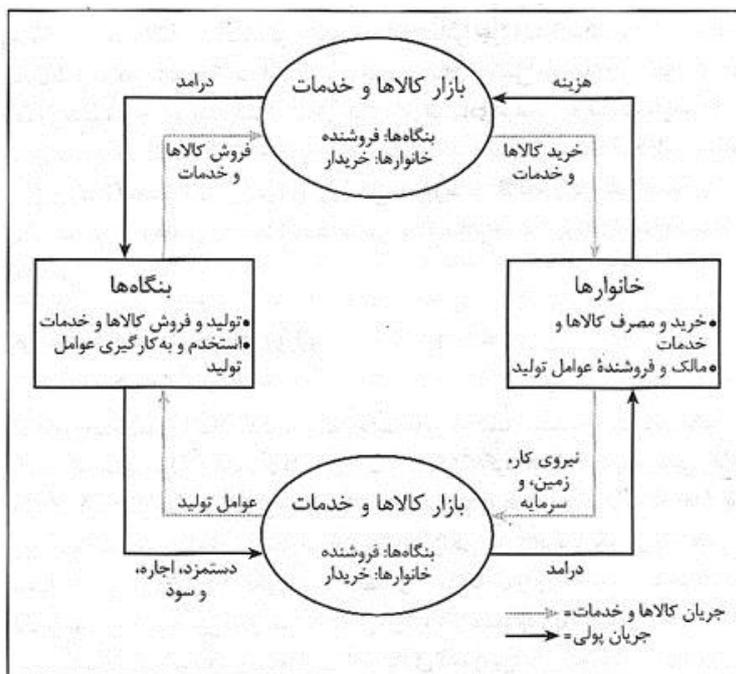 بازار کالاها و خدمات
بنگاه‌ها: فروشنده
خانوارها: خریدار
هزینه
درامد
خرید کالاها
و خدمات
فروش کالاها
و خدمات
خانوارها
•خرید و مصرف کالاها و
خدمات
•مالک و فروشندهٔ عوامل تولید
بنگاه‌ها
•تولید و فروش کالاها و خدمات
•استخدم و به‌کارگیری عوامل
تولید
نیروی کار,
زمین، و
سرمایه
عوامل تولید
بازار کالاها و خدمات
بنگاه‌ها: فروشنده
خانوارها: خریدار
درامد
دستمزد، اجاره،
و سود
جریان کالاها و خدمات=
جریان پولی=